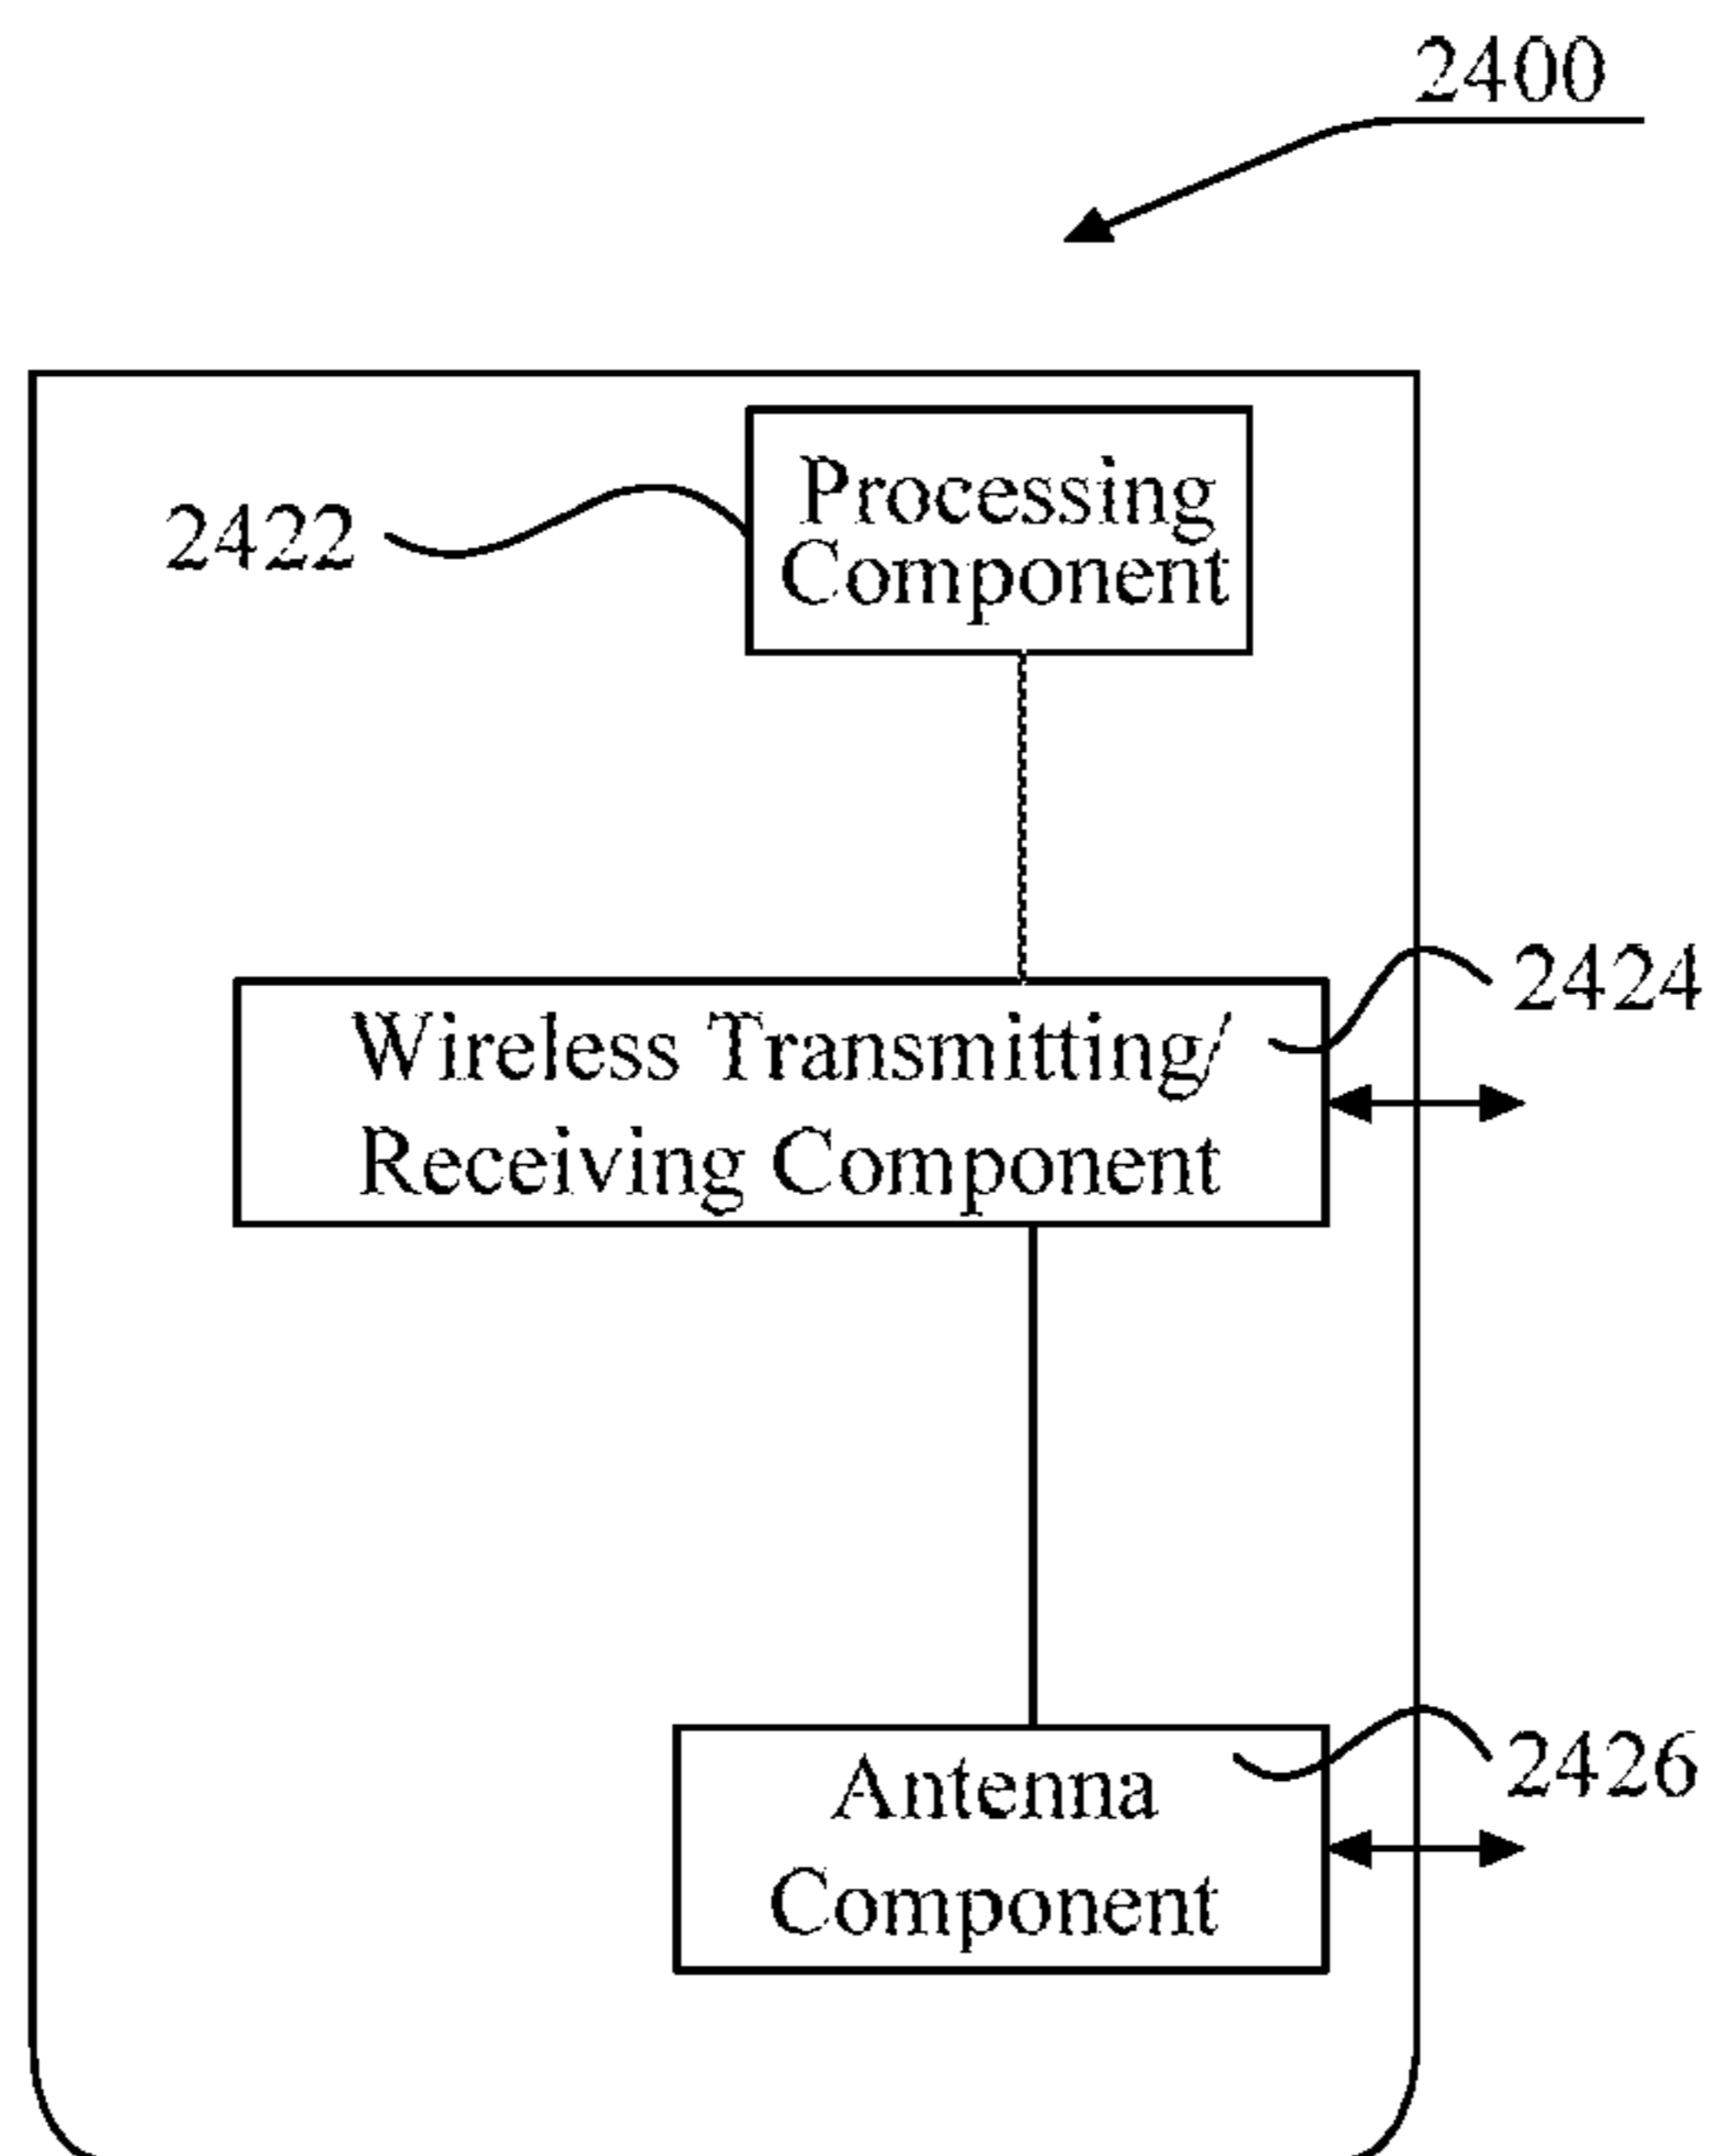 2400
Processing
Component
2422
2424
Wireless Transmitting/
Receiving Component
2426
Antenna
Component